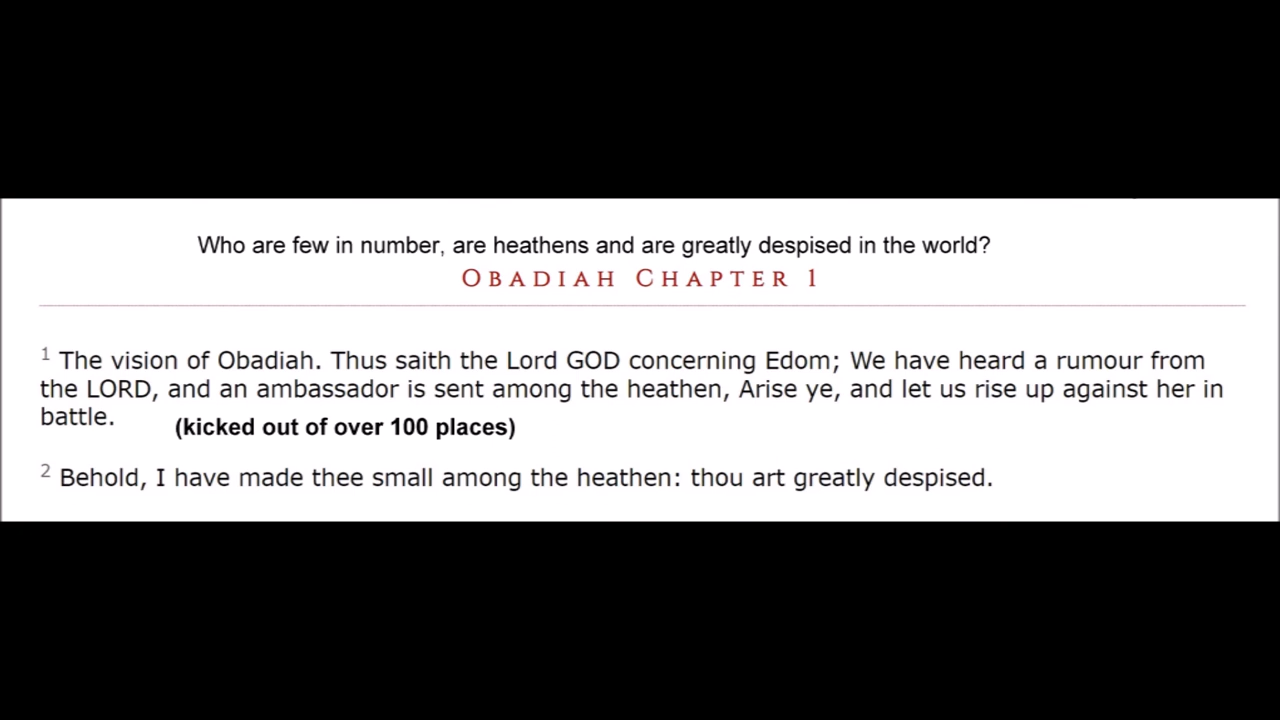 Who are few in number, are heathens and are greatly despised in the world?
OBADIAH CHAPTER 1
1 The vision of Obadiah. Thus saith the Lord GOD concerning Edom; We have heard a rumour from
the LORD, and an ambassador is sent among the heathen, Arise ye, and let us rise up against her in
battle. (kicked out of over 100 places)
2 Behold, I have made thee small among the heathen: thou art greatly despised.